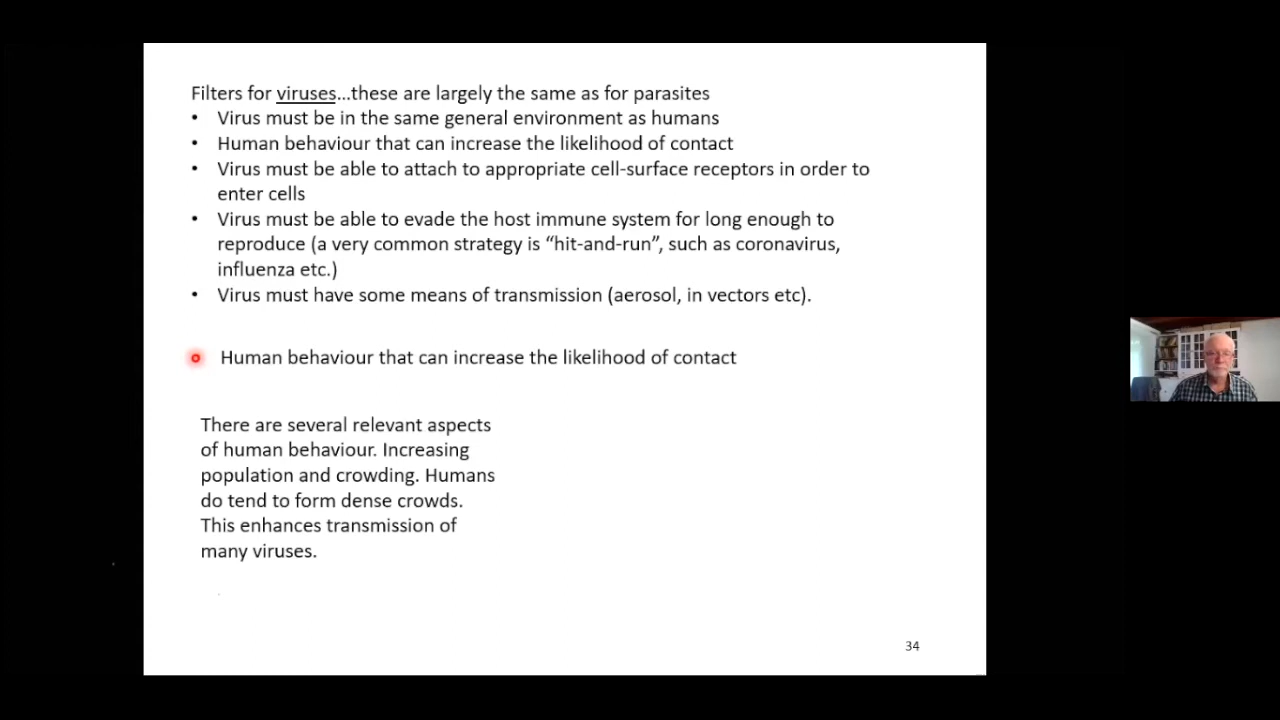 Filters for viruses...these are largely the same as for parasites
• Virus must be in the same general environment as humans
• Human behaviour that can increase the likelihood of contact
• Virus must be able to attach to appropriate cell-surface receptors in order to
enter cells
• Virus must be able to evade the host immune system for long enough to
reproduce (a very common strategy is “hit-and-run”, such as coronavirus,
influenza etc.)
• Virus must have some means of transmission (aerosol, in vectors etc).
Human behaviour that can increase the likelihood of contact
There are several relevant aspects
of human behaviour. Increasing
population and crowding. Humans
do tend to form dense crowds.
This enhances transmission of
many viruses.
34